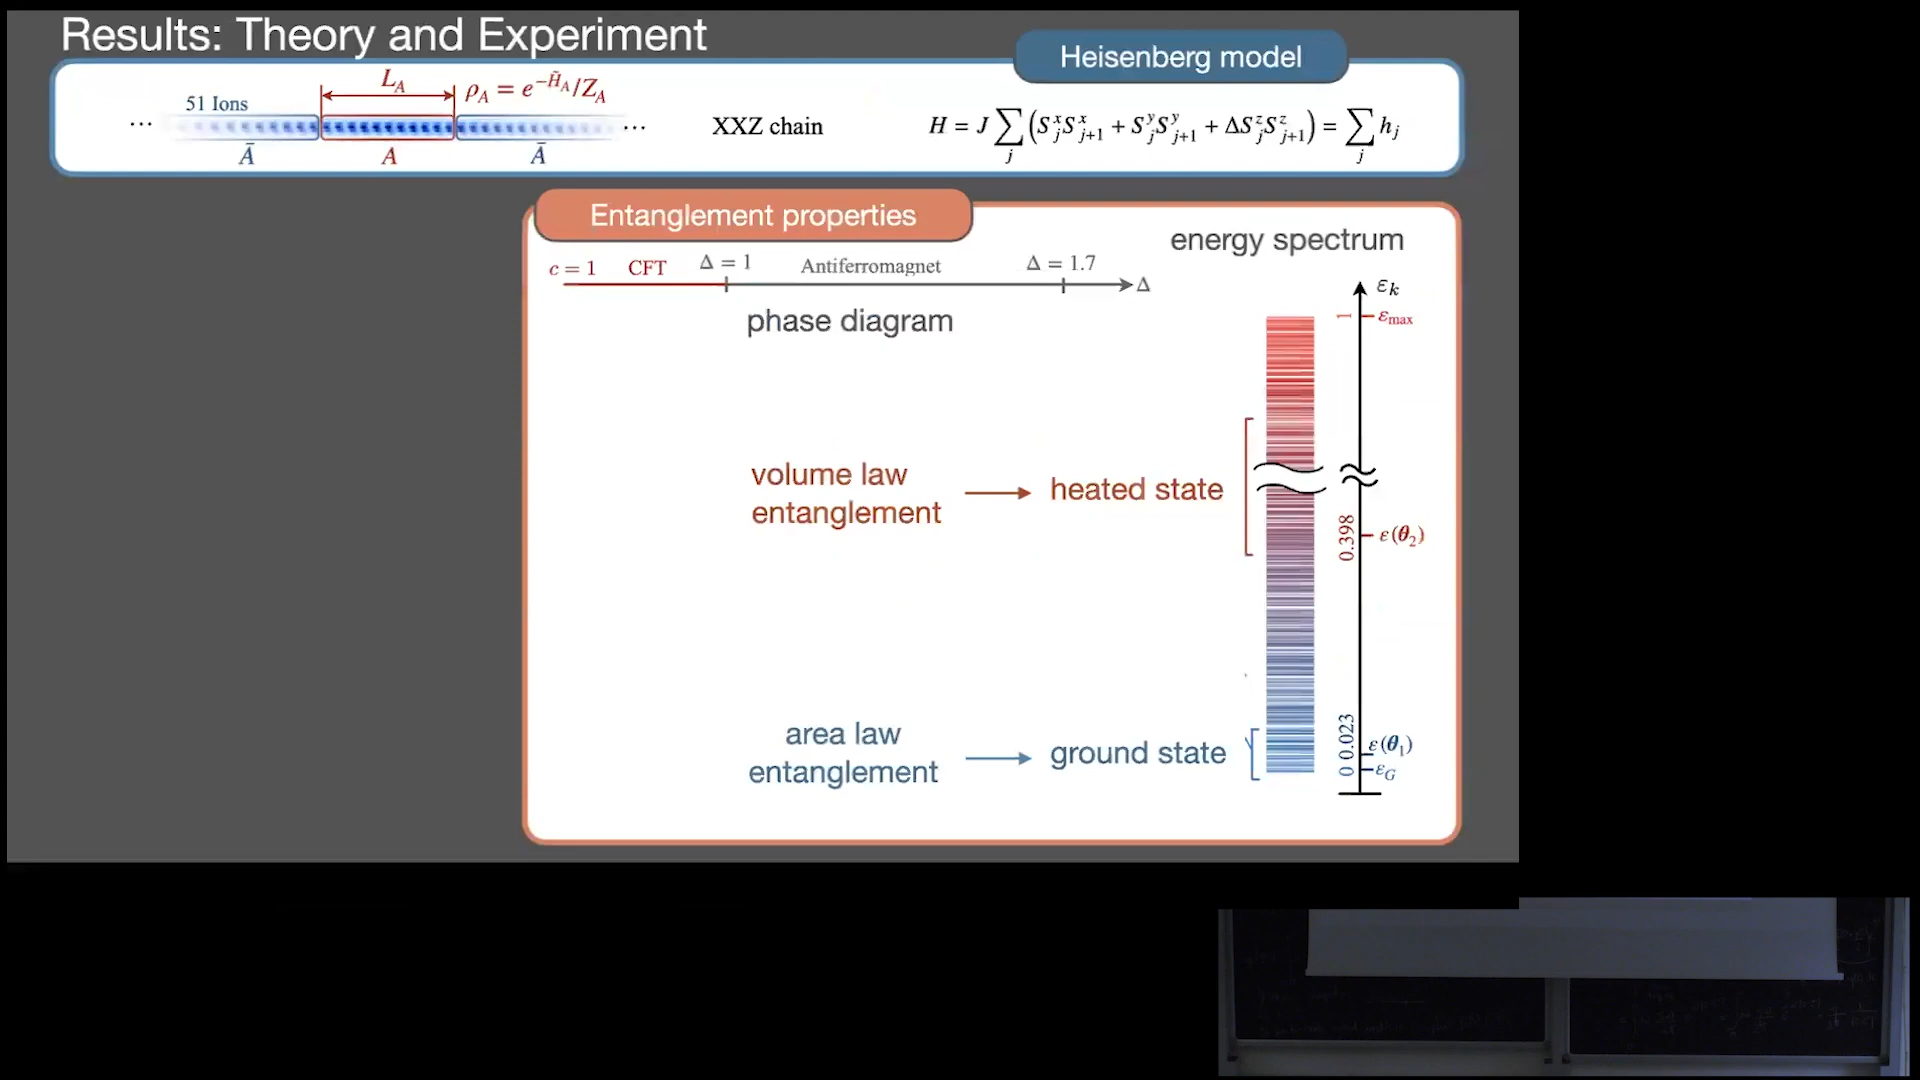 Results: Theory and Experiment
Heisenberg model
51 Ions
L_A
ρ_A = e^{-H̃_A}/Z_A
...
...
Ā
A
Ā
XXZ chain
H = J ∑_j (S^x_j S^x_{j+1} + S^y_j S^y_{j+1} + ΔS^z_j S^z_{j+1}) = ∑_j h_j
Entanglement properties
energy spectrum
c = 1
CFT
Δ = 1
Antiferromagnet
Δ = 1.7
Δ
phase diagram
ε_k
1
ε_max
volume law
entanglement
heated state
0.398
ε(θ_2)
area law
entanglement
ground state
0.023
ε(θ_1)
0
ε_G